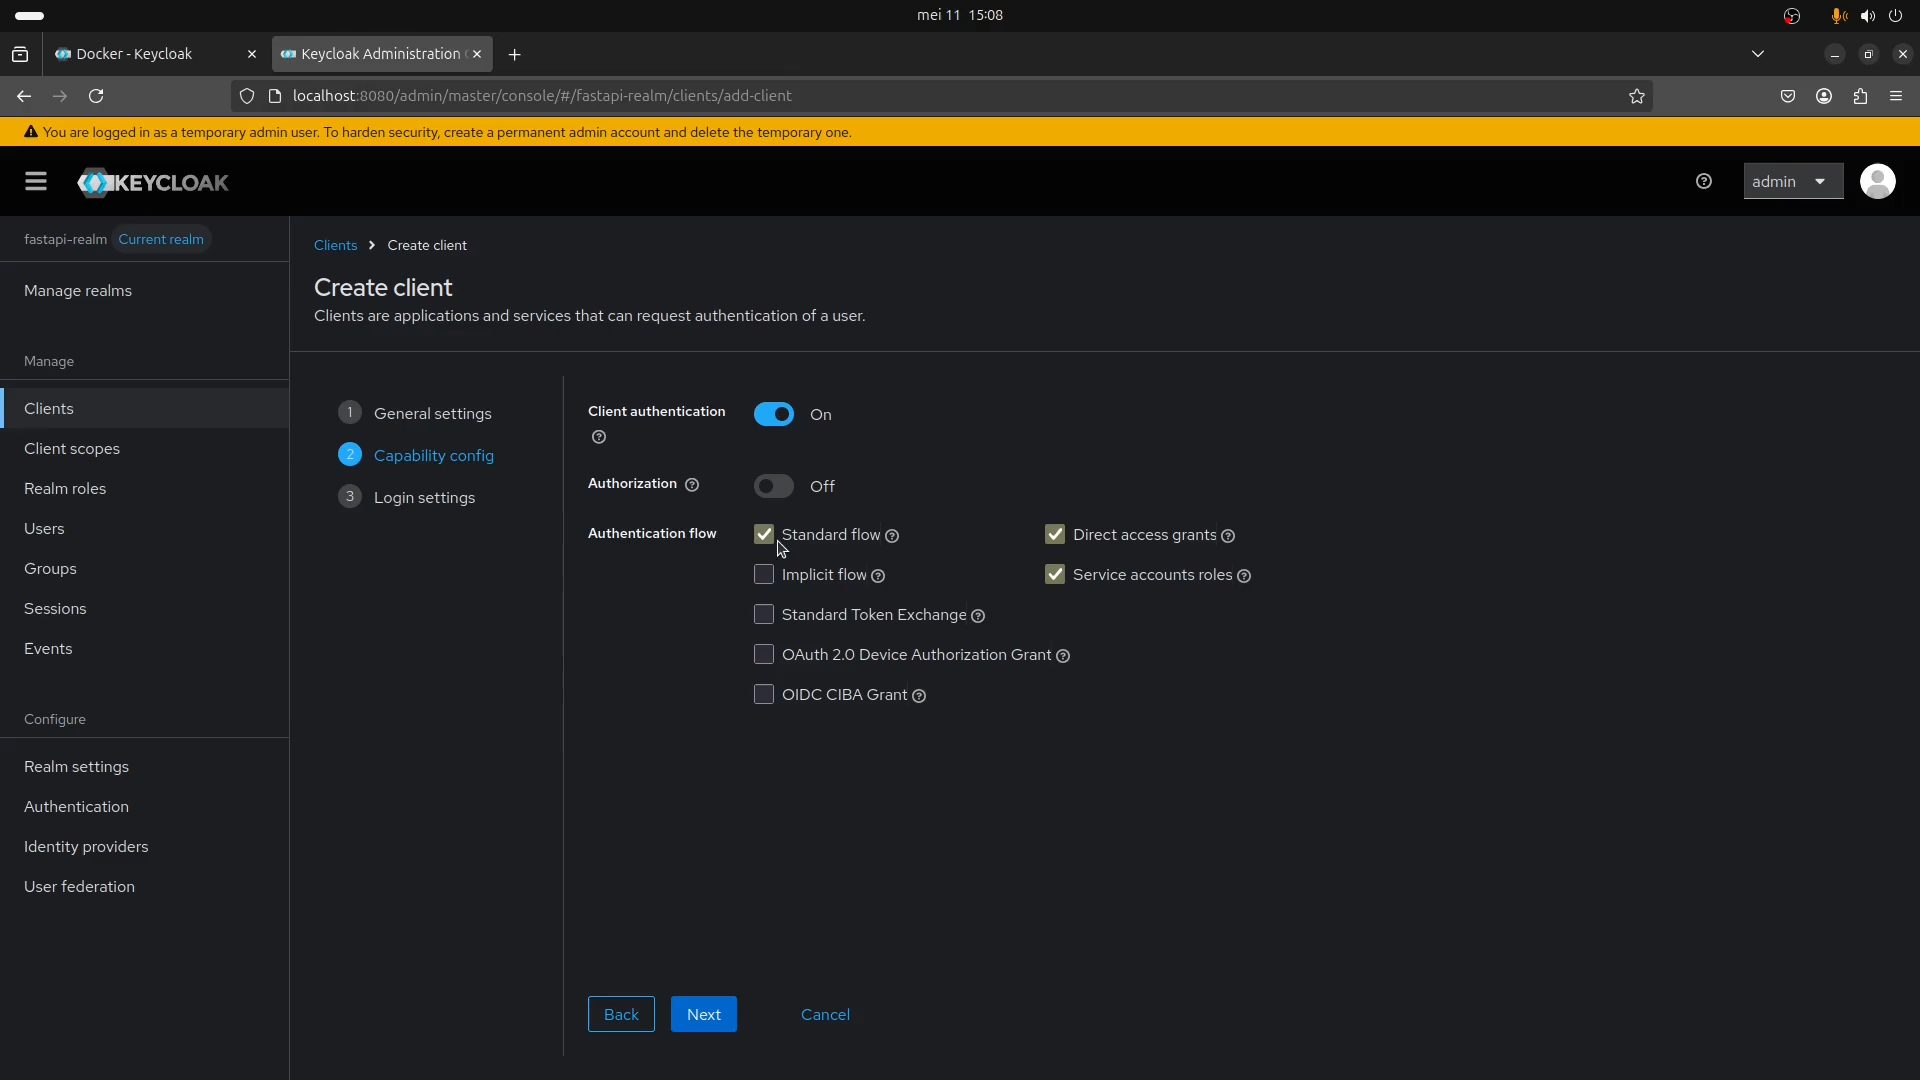 mei 11 15:08
Docker - Keycloak
Keycloak Administration
localhost:8080/admin/master/console/#/fastapi-realm/clients/add-client
You are logged in as a temporary admin user. To harden security, create a permanent admin account and delete the temporary one.
KEYCLOAK
admin
fastapi-realm Current realm
Manage realms
Manage
Clients
Client scopes
Realm roles
Users
Groups
Sessions
Events
Configure
Realm settings
Authentication
Identity providers
User federation
Clients Create client
Create client
Clients are applications and services that can request authentication of a user.
1 General settings
2 Capability config
3 Login settings
Client authentication
On
Authorization
Off
Authentication flow
Standard flow
Direct access grants
Implicit flow
Service accounts roles
Standard Token Exchange
OAuth 2.0 Device Authorization Grant
OIDC CIBA Grant
Back
Next
Cancel